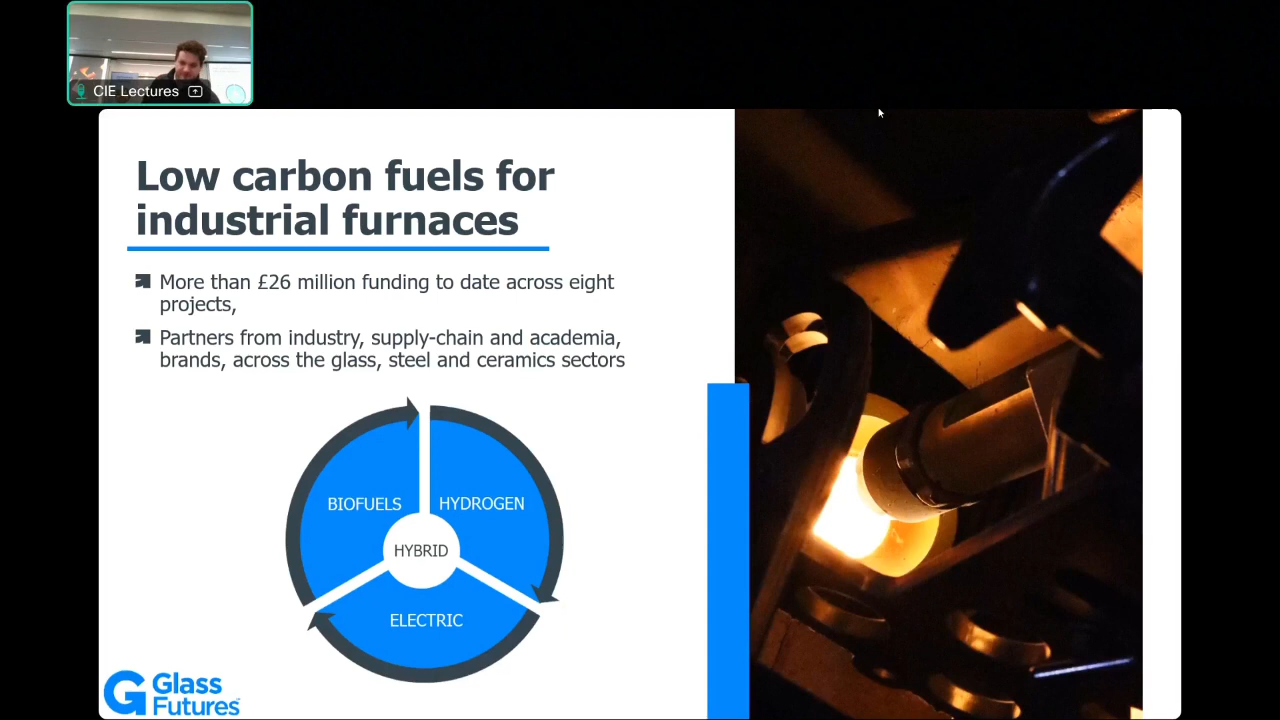 CIE Lectures
Low carbon fuels for
industrial furnaces
More than £26 million funding to date across eight
projects,
Partners from industry, supply-chain and academia,
brands, across the glass, steel and ceramics sectors
BIOFUELS
HYDROGEN
HYBRID
ELECTRIC
Glass
Futures